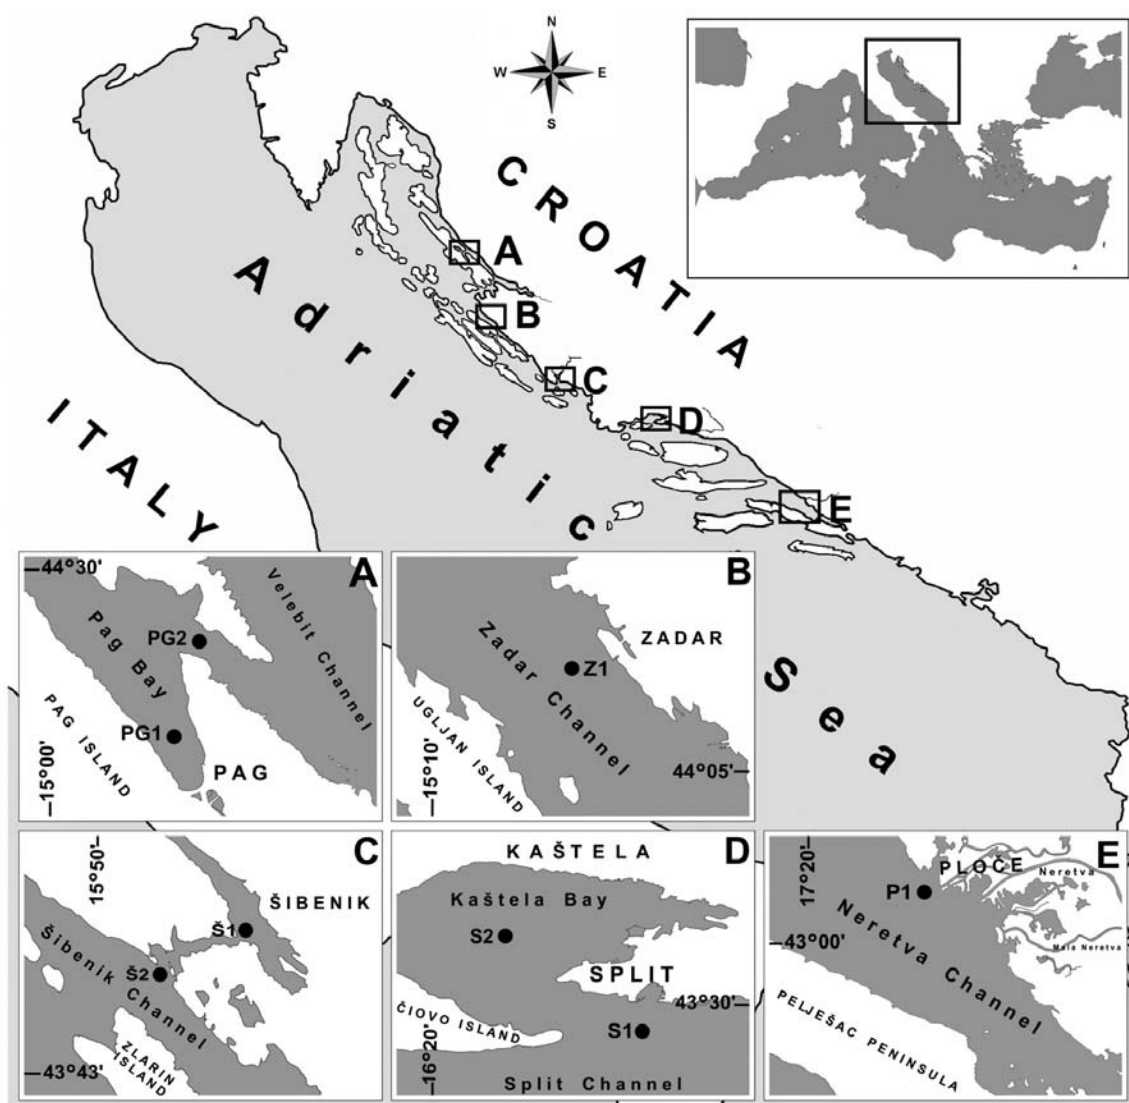 N
W E
S
CROATIA
A
B
C
D
E
Adriatic
Sea
ITALY
A
44°30'
Velebit Channel
Pag Bay
PG2
PG1
PAG ISLAND
PAG
15°00'
B
ZADAR
Zadar Channel
Z1
UGLJAN ISLAND
15°10'
44°05'
C
15°50'
ŠIBENIK
Š1
Šibenik Channel
Š2
ZLARIN
ISLAND
43°43'
D
KAŠTELA
Kaštela Bay
S2
SPLIT
43°30'
ČIOVO ISLAND
S1
16°20'
Split Channel
E
17°20'
PLOČE
Neretva
P1
43°00'
Mala Neretva
Neretva Channel
PELJEŠAC PENINSULA